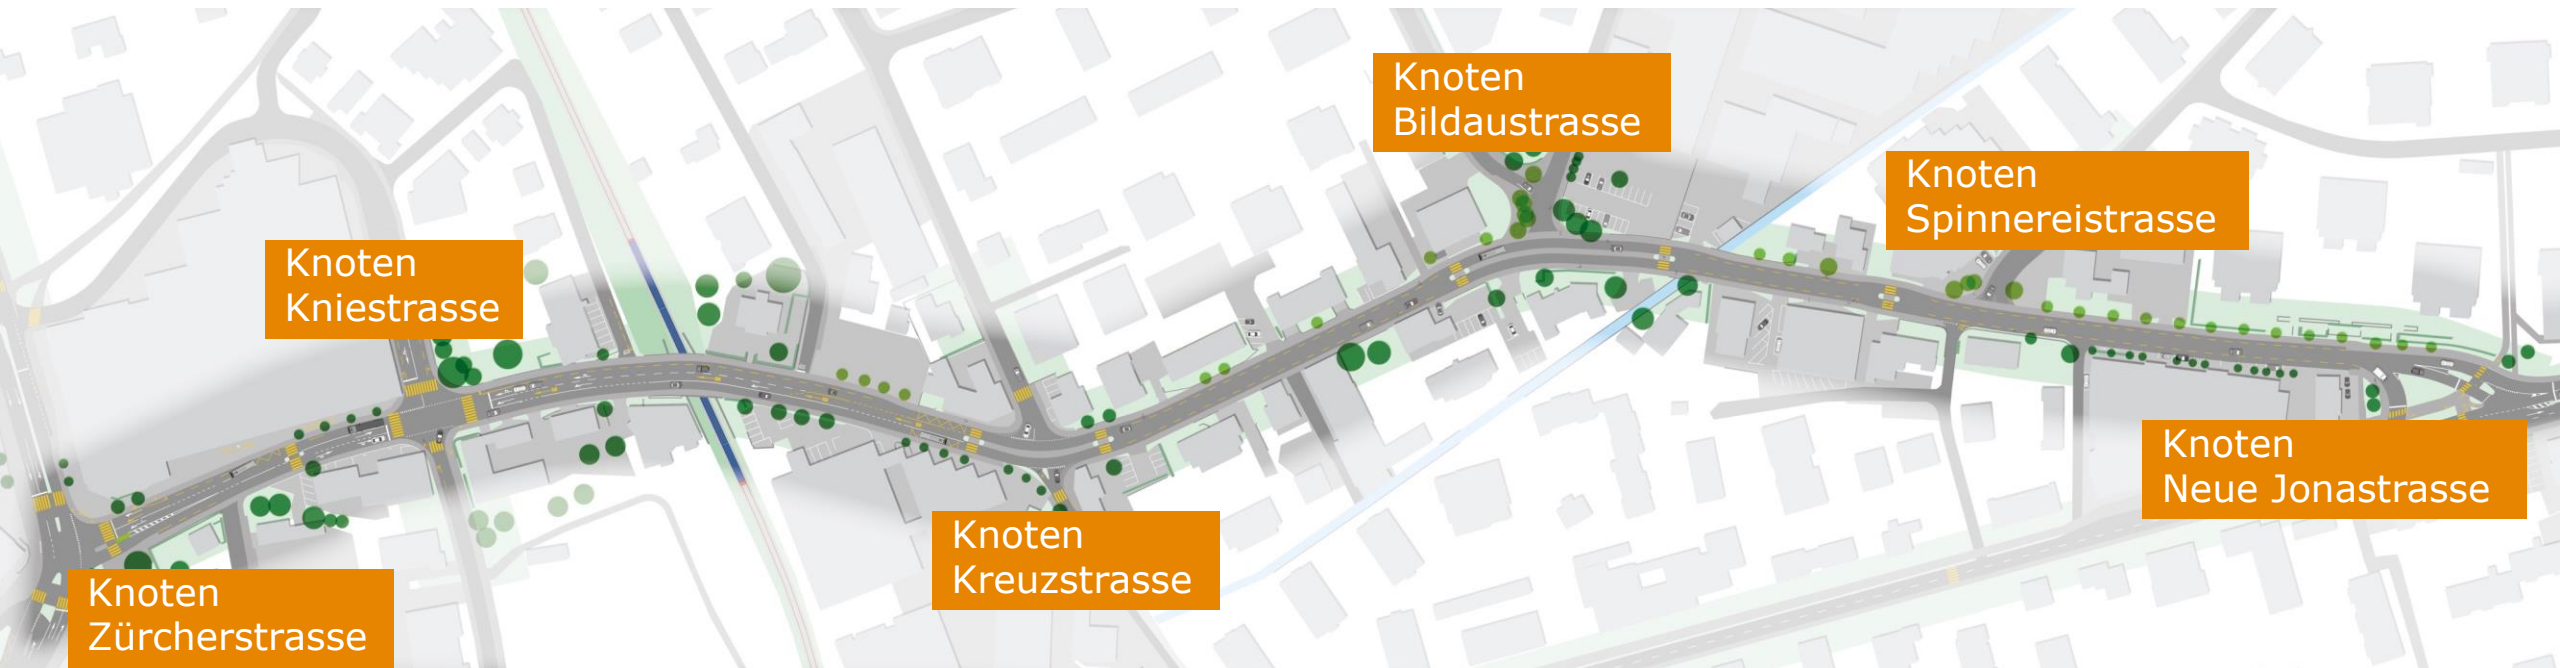 Knoten
Zürcherstrasse
Knoten
Kniestrasse
Knoten
Kreuzstrasse
Knoten
Bildaustrasse
Knoten
Spinnereistrasse
Knoten
Neue Jonastrasse